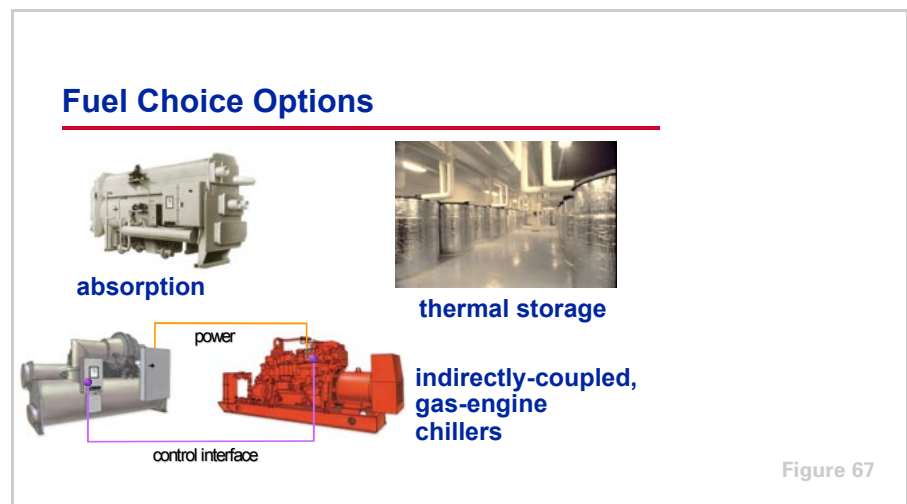 Fuel Choice Options
absorption
thermal storage
power
indirectly-coupled,
gas-engine
chillers
control interface
Figure 67